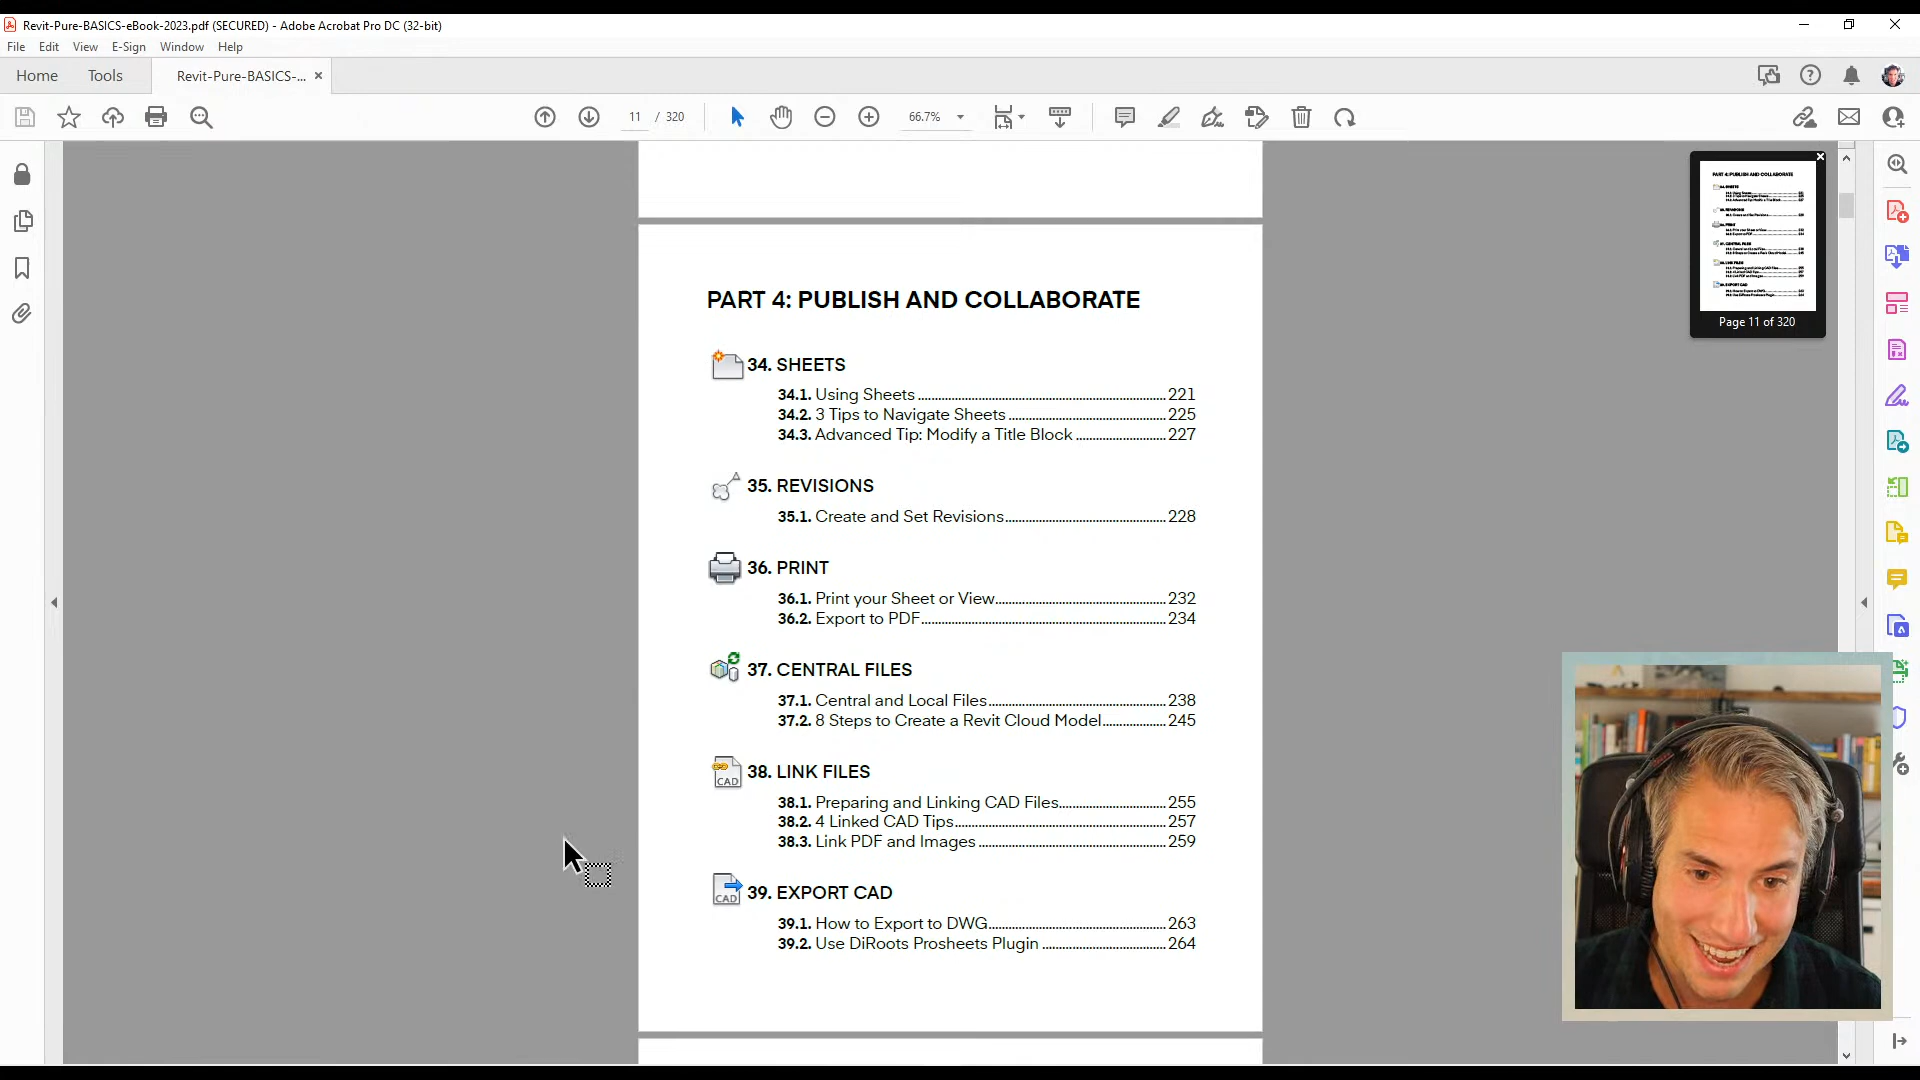 Revit-Pure-BASICS-eBook-2023.pdf (SECURED) - Adobe Acrobat Pro DC (32-bit)
File Edit View E-Sign Window Help
Home Tools Revit-Pure-BASICS-... ×
11 / 320 66.7%
PART 4: PUBLISH AND COLLABORATE
34. SHEETS
34.1. Using Sheets 221
34.2. 3 Tips to Navigate Sheets 225
34.3. Advanced Tip: Modify a Title Block 227
35. REVISIONS
35.1. Create and Set Revisions 228
36. PRINT
36.1. Print your Sheet or View 232
36.2. Export to PDF 234
37. CENTRAL FILES
37.1. Central and Local Files 238
37.2. 8 Steps to Create a Revit Cloud Model 245
CAD
38. LINK FILES
38.1. Preparing and Linking CAD Files 255
38.2. 4 Linked CAD Tips 257
38.3. Link PDF and Images 259
CAD
39. EXPORT CAD
39.1. How to Export to DWG 263
39.2. Use DiRoots Prosheets Plugin 264
PART 4: PUBLISH AND COLLABORATE
Page 11 of 320